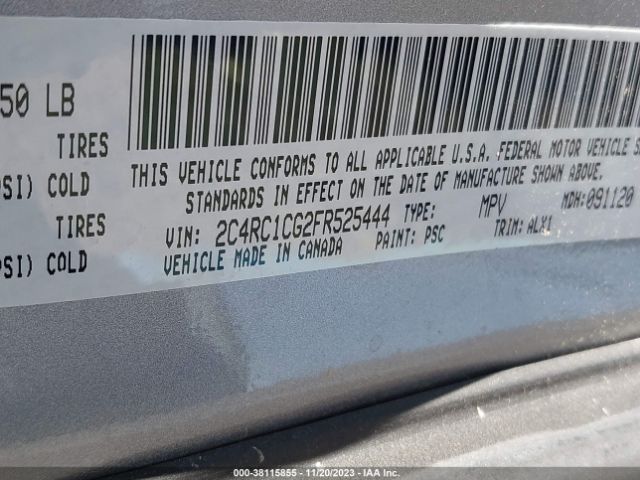 50 LB
TIRES
PSI) COLD
PSI) COLD
THIS VEHICLE CONFORMS TO ALL APPLICABLE U.S.A. FEDERAL MOTOR VEHICLE S
STANDARDS IN EFFECT ON THE DATE OF MANUFACTURE SHOWN ABOVE.
VIN: 2C4RC1CG2FR525444 TYPE: MPV MDH:091120
VEHICLE MADE IN CANADA PAINT: PSC TRIM: ALX1
TIRES
000-38115855 — 11/20/2023 — IAA Inc.